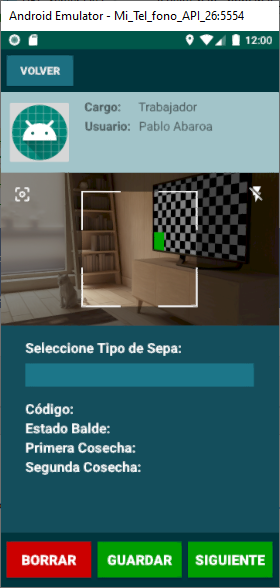 Android Emulator - Mi_Tel_fono_API_26:5554
12:00
VOLVER
Cargo: Trabajador
Usuario: Pablo Abaroa
Seleccione Tipo de Sepa:
Código:
Estado Balde:
Primera Cosecha:
Segunda Cosecha:
BORRAR GUARDAR SIGUIENTE